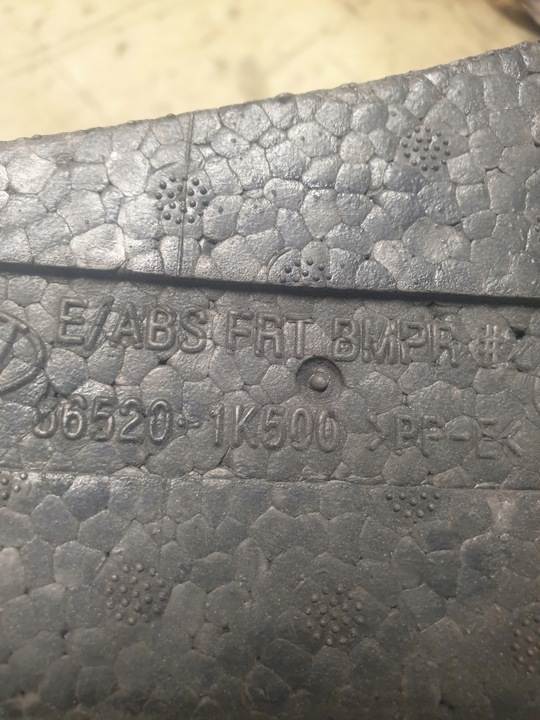 E/ABS FRT BMPR #
86520-1K500 >PP-E<